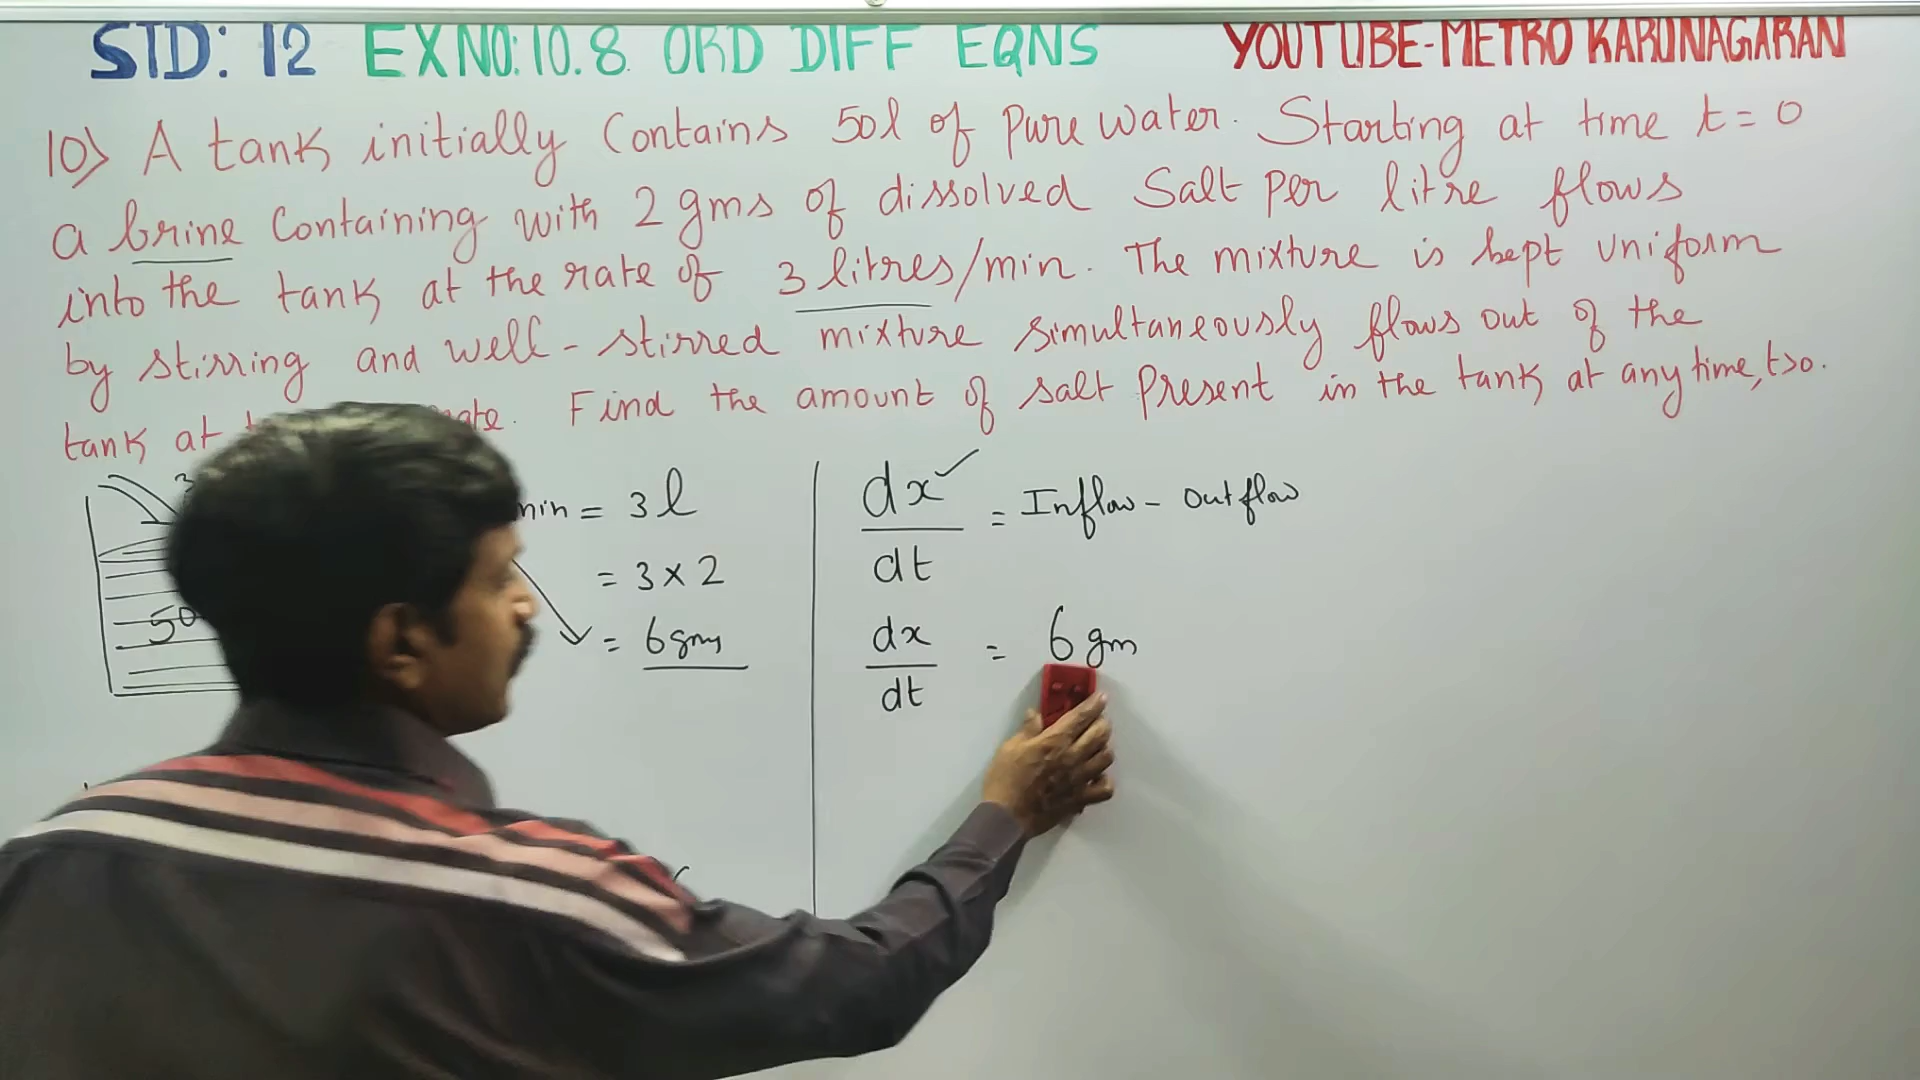 STD: 12 EXNO:10.8. ORD DIFF EQNS YOUTUBE-METRO KARUNAGARAN
10) A tank initially Contains 50l of Pure water. Starting at time t = 0
a brine containing with 2 gms of dissolved Salt per litre flows
into the tank at the rate of 3 litres/min. The mixture is kept uniform
by stirring and well-stirred mixture simultaneously flows out of the
tank at Find the amount of salt Present in the tank at any time, t>0.
min = 3 l
= 3 x 2
= 6 gms
50
dx/dt = Inflow - Outflow
dx/dt = 6 gm